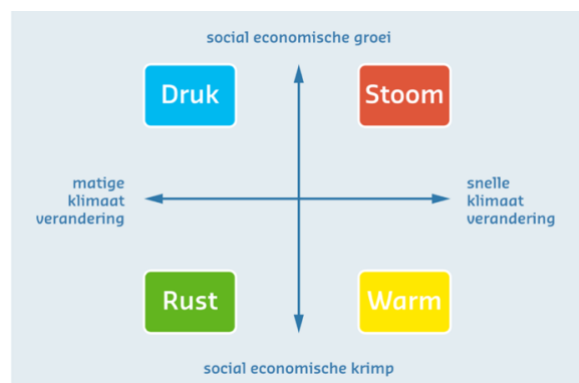 social economische groei
Druk
Stoom
matige
klimaat
verandering
snelle
klimaat
verandering
Rust
Warm
social economische krimp